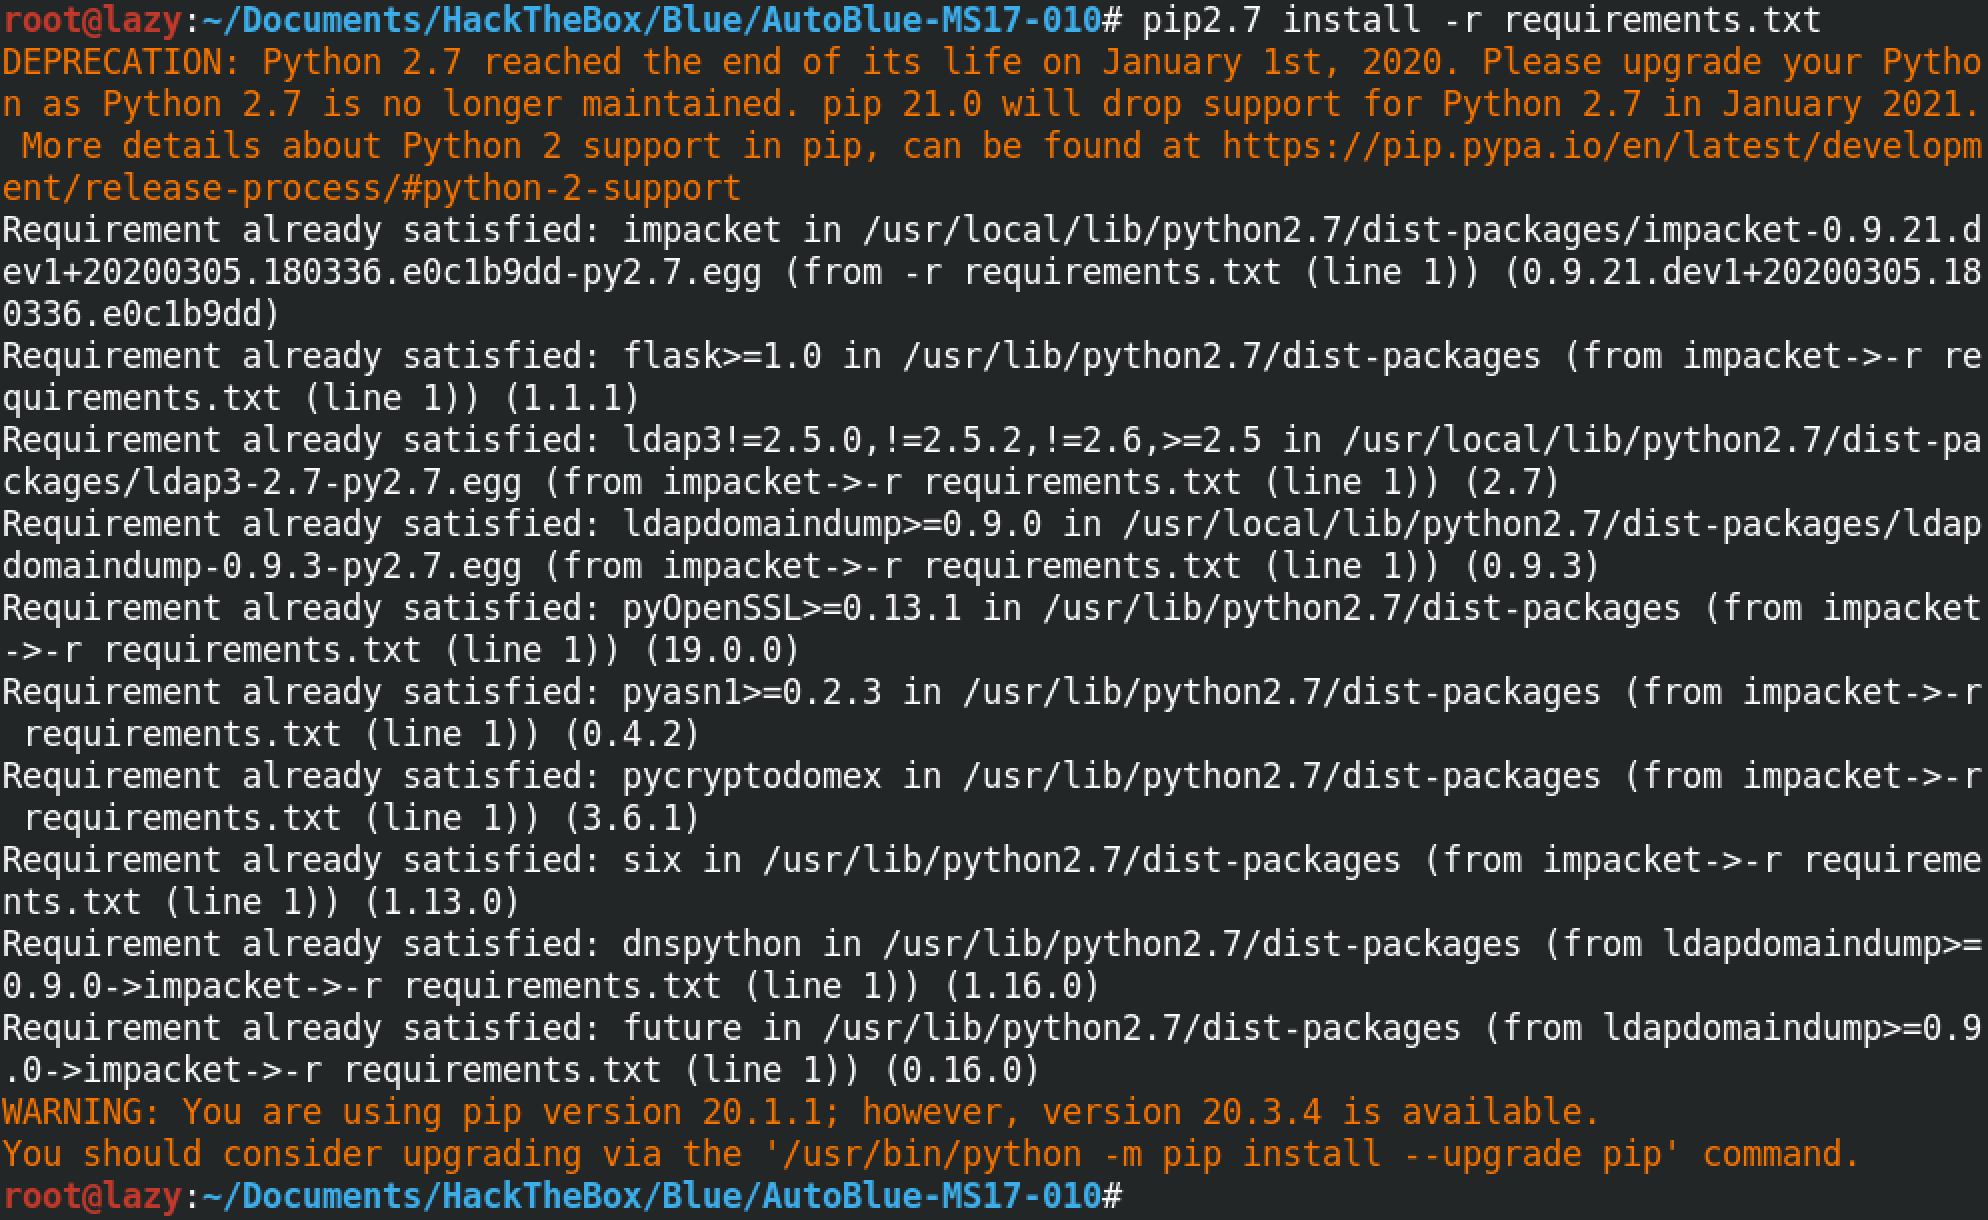 root@lazy:~/Documents/HackTheBox/Blue/AutoBlue-MS17-010# pip2.7 install -r requirements.txt
DEPRECATION: Python 2.7 reached the end of its life on January 1st, 2020. Please upgrade your Pytho
n as Python 2.7 is no longer maintained. pip 21.0 will drop support for Python 2.7 in January 2021.
 More details about Python 2 support in pip, can be found at https://pip.pypa.io/en/latest/developm
ent/release-process/#python-2-support
Requirement already satisfied: impacket in /usr/local/lib/python2.7/dist-packages/impacket-0.9.21.d
ev1+20200305.180336.e0c1b9dd-py2.7.egg (from -r requirements.txt (line 1)) (0.9.21.dev1+20200305.18
0336.e0c1b9dd)
Requirement already satisfied: flask>=1.0 in /usr/lib/python2.7/dist-packages (from impacket->-r re
quirements.txt (line 1)) (1.1.1)
Requirement already satisfied: ldap3!=2.5.0,!=2.5.2,!=2.6,>=2.5 in /usr/local/lib/python2.7/dist-pa
ckages/ldap3-2.7-py2.7.egg (from impacket->-r requirements.txt (line 1)) (2.7)
Requirement already satisfied: ldapdomaindump>=0.9.0 in /usr/local/lib/python2.7/dist-packages/ldap
domaindump-0.9.3-py2.7.egg (from impacket->-r requirements.txt (line 1)) (0.9.3)
Requirement already satisfied: pyOpenSSL>=0.13.1 in /usr/lib/python2.7/dist-packages (from impacket
->-r requirements.txt (line 1)) (19.0.0)
Requirement already satisfied: pyasn1>=0.2.3 in /usr/lib/python2.7/dist-packages (from impacket->-r
 requirements.txt (line 1)) (0.4.2)
Requirement already satisfied: pycryptodomex in /usr/lib/python2.7/dist-packages (from impacket->-r
 requirements.txt (line 1)) (3.6.1)
Requirement already satisfied: six in /usr/lib/python2.7/dist-packages (from impacket->-r requireme
nts.txt (line 1)) (1.13.0)
Requirement already satisfied: dnspython in /usr/lib/python2.7/dist-packages (from ldapdomaindump>=
0.9.0->impacket->-r requirements.txt (line 1)) (1.16.0)
Requirement already satisfied: future in /usr/lib/python2.7/dist-packages (from ldapdomaindump>=0.9
.0->impacket->-r requirements.txt (line 1)) (0.16.0)
WARNING: You are using pip version 20.1.1; however, version 20.3.4 is available.
You should consider upgrading via the '/usr/bin/python -m pip install --upgrade pip' command.
root@lazy:~/Documents/HackTheBox/Blue/AutoBlue-MS17-010#